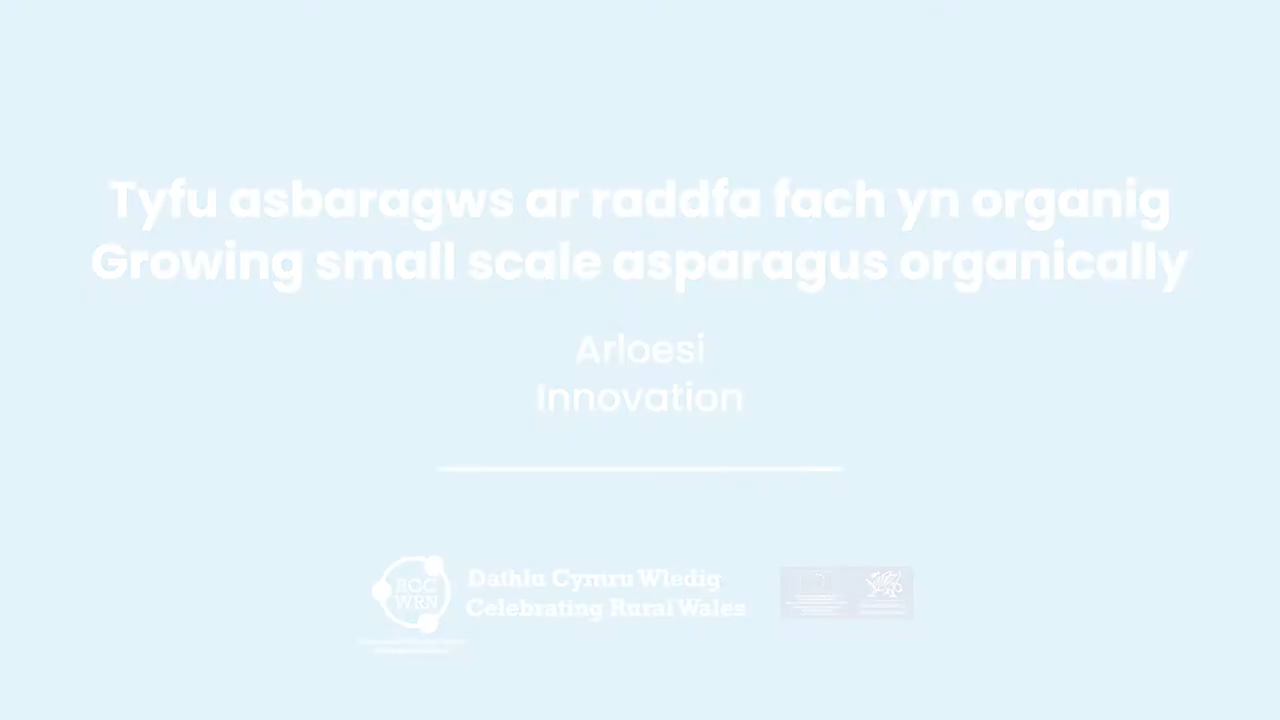 Tyfu asbaragws ar raddfa fach yn organig
Growing small scale asparagus organically
Arloesi
Innovation
RGC
WRN
Dathlu Cymru Wledig
Celebrating Rural Wales